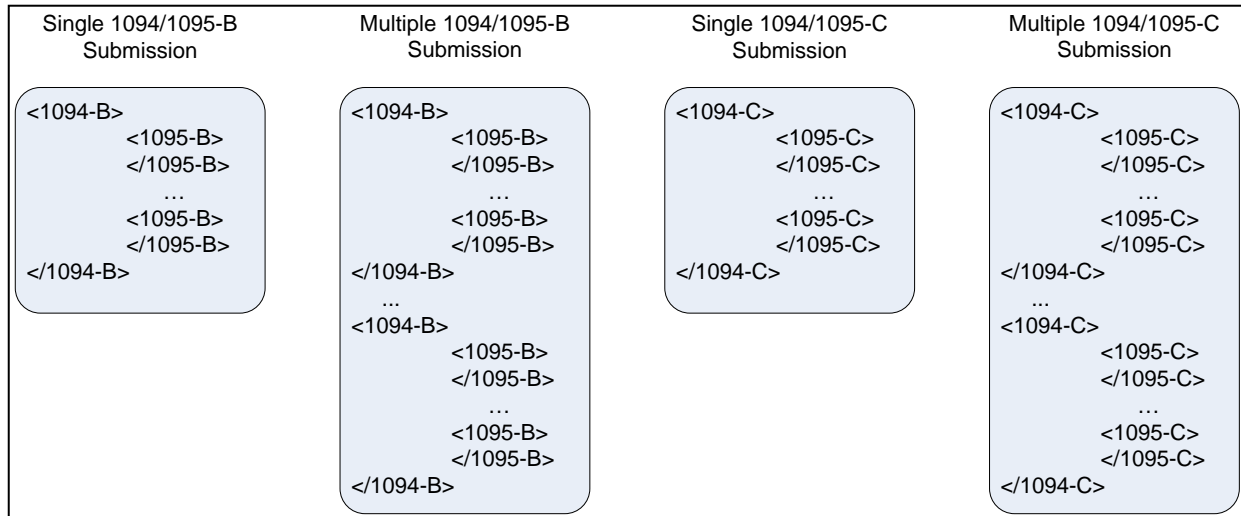 Single 1094/1095-B
Submission
<1094-B>
<1095-B>
</1095-B>
…
<1095-B>
</1095-B>
</1094-B>
Multiple 1094/1095-B
Submission
<1094-B>
<1095-B>
</1095-B>
…
<1095-B>
</1095-B>
</1094-B>
...
<1094-B>
<1095-B>
</1095-B>
…
<1095-B>
</1095-B>
</1094-B>
Single 1094/1095-C
Submission
<1094-C>
<1095-C>
</1095-C>
…
<1095-C>
</1095-C>
</1094-C>
Multiple 1094/1095-C
Submission
<1094-C>
<1095-C>
</1095-C>
…
<1095-C>
</1095-C>
</1094-C>
...
<1094-C>
<1095-C>
</1095-C>
…
<1095-C>
</1095-C>
</1094-C>